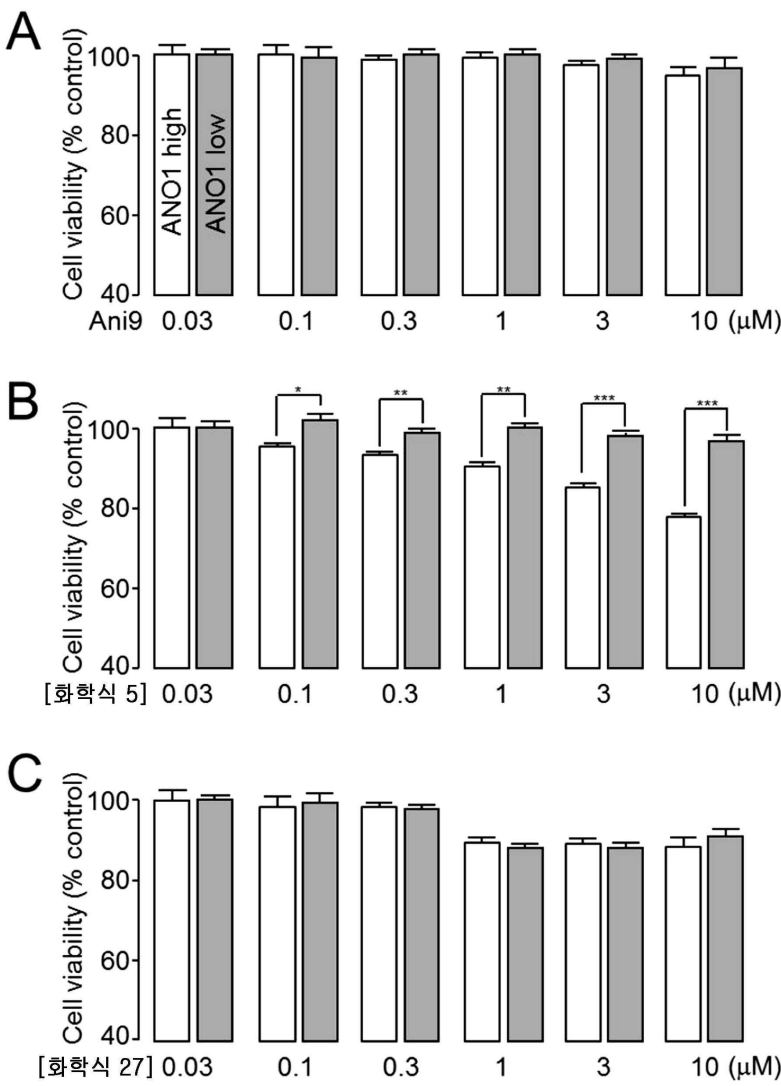 A
Cell viability (% control)
100
80
60
40
ANO1 high
ANO1 low
Ani9 0.03 0.1 0.3 1 3 10 (μM)
B
Cell viability (% control)
100
80
60
40
* ** ** *** ***
[화학식 5] 0.03 0.1 0.3 1 3 10 (μM)
C
Cell viability (% control)
100
80
60
40
[화학식 27] 0.03 0.1 0.3 1 3 10 (μM)